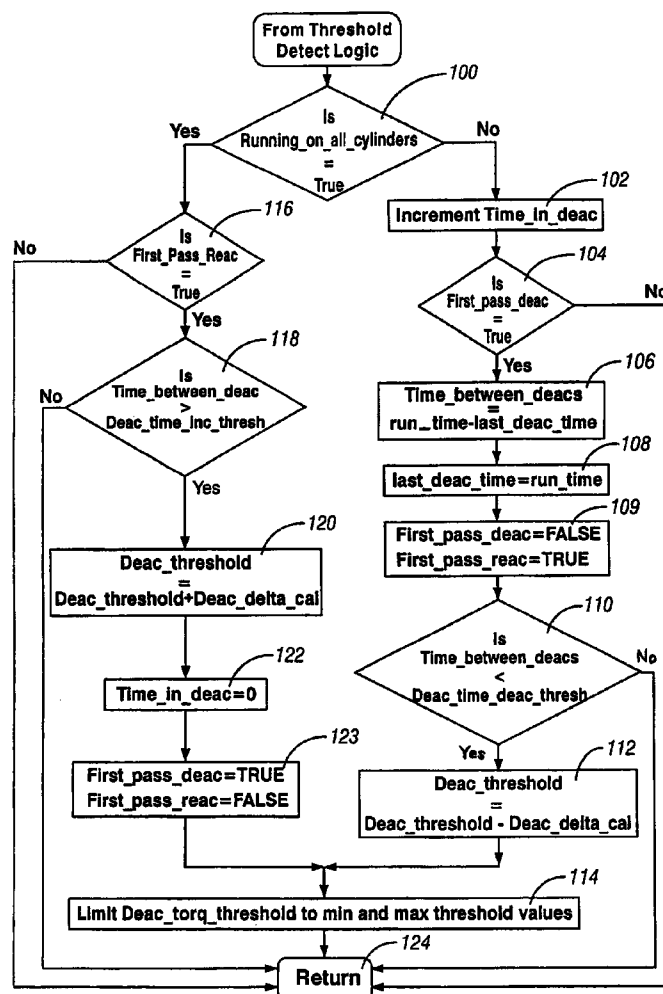 From Threshold
Detect Logic
100
Is
Running_on_all_cylinders
=
True
Yes
No
102
Increment Time_in_deac
116
Is
First_Pass_Reac
=
True
No
Yes
104
Is
First_pass_deac
=
True
No
Yes
118
Is
Time_between_deac
>
Deac_time_inc_thresh
No
Yes
106
Time_between_deacs
=
run_time-last_deac_time
108
last_deac_time=run_time
109
First_pass_deac=FALSE
First_pass_reac=TRUE
120
Deac_threshold
=
Deac_threshold+Deac_delta_cal
110
Is
Time_between_deacs
<
Deac_time_deac_thresh
No
Yes
122
Time_in_deac=0
123
First_pass_deac=TRUE
First_pass_reac=FALSE
112
Deac_threshold
=
Deac_threshold - Deac_delta_cal
114
Limit Deac_torq_threshold to min and max threshold values
124
Return